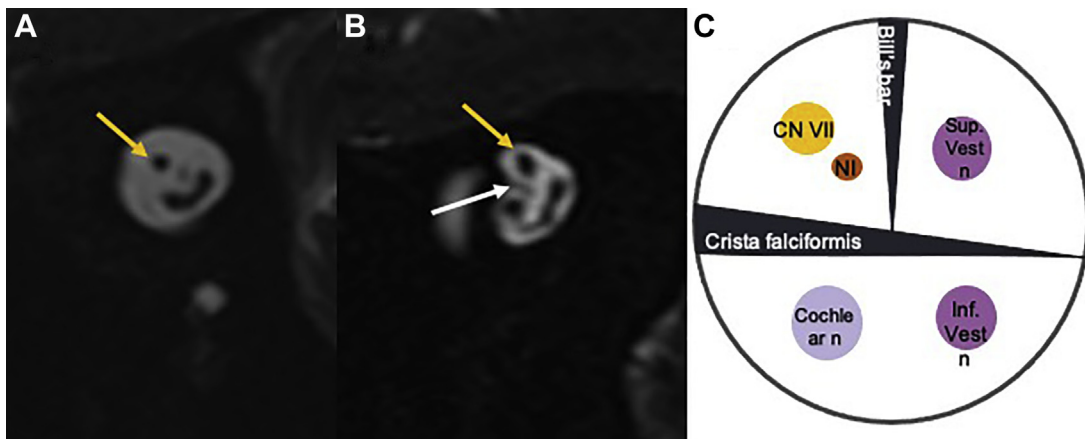 A
B
C
Bill's bar
CN VII
NI
Sup.
Vest
n
Crista falciformis
Cochle
ar n
Inf.
Vest
n